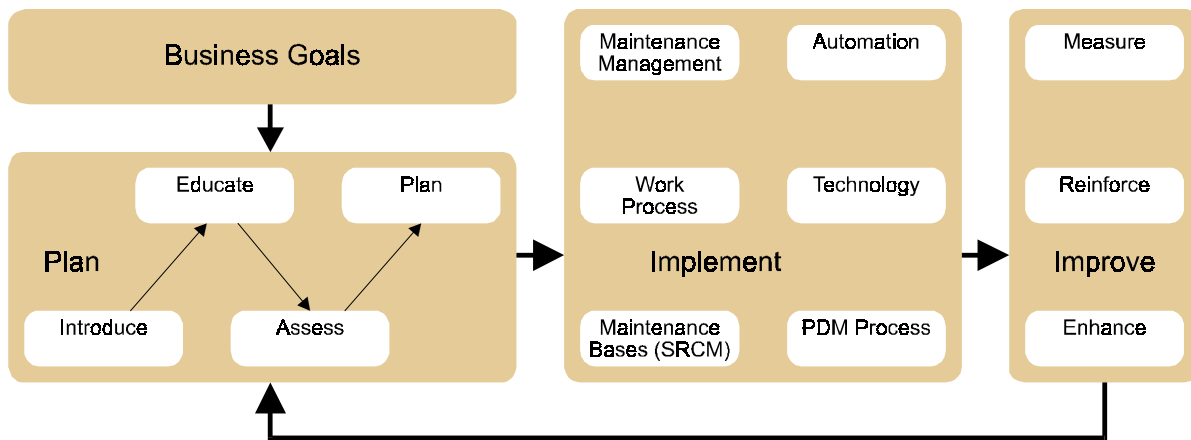 Business Goals
Educate
Plan
Plan
Introduce
Assess
Maintenance
Management
Automation
Work
Process
Technology
Implement
Maintenance
Bases (SRCM)
PDM Process
Measure
Reinforce
Improve
Enhance